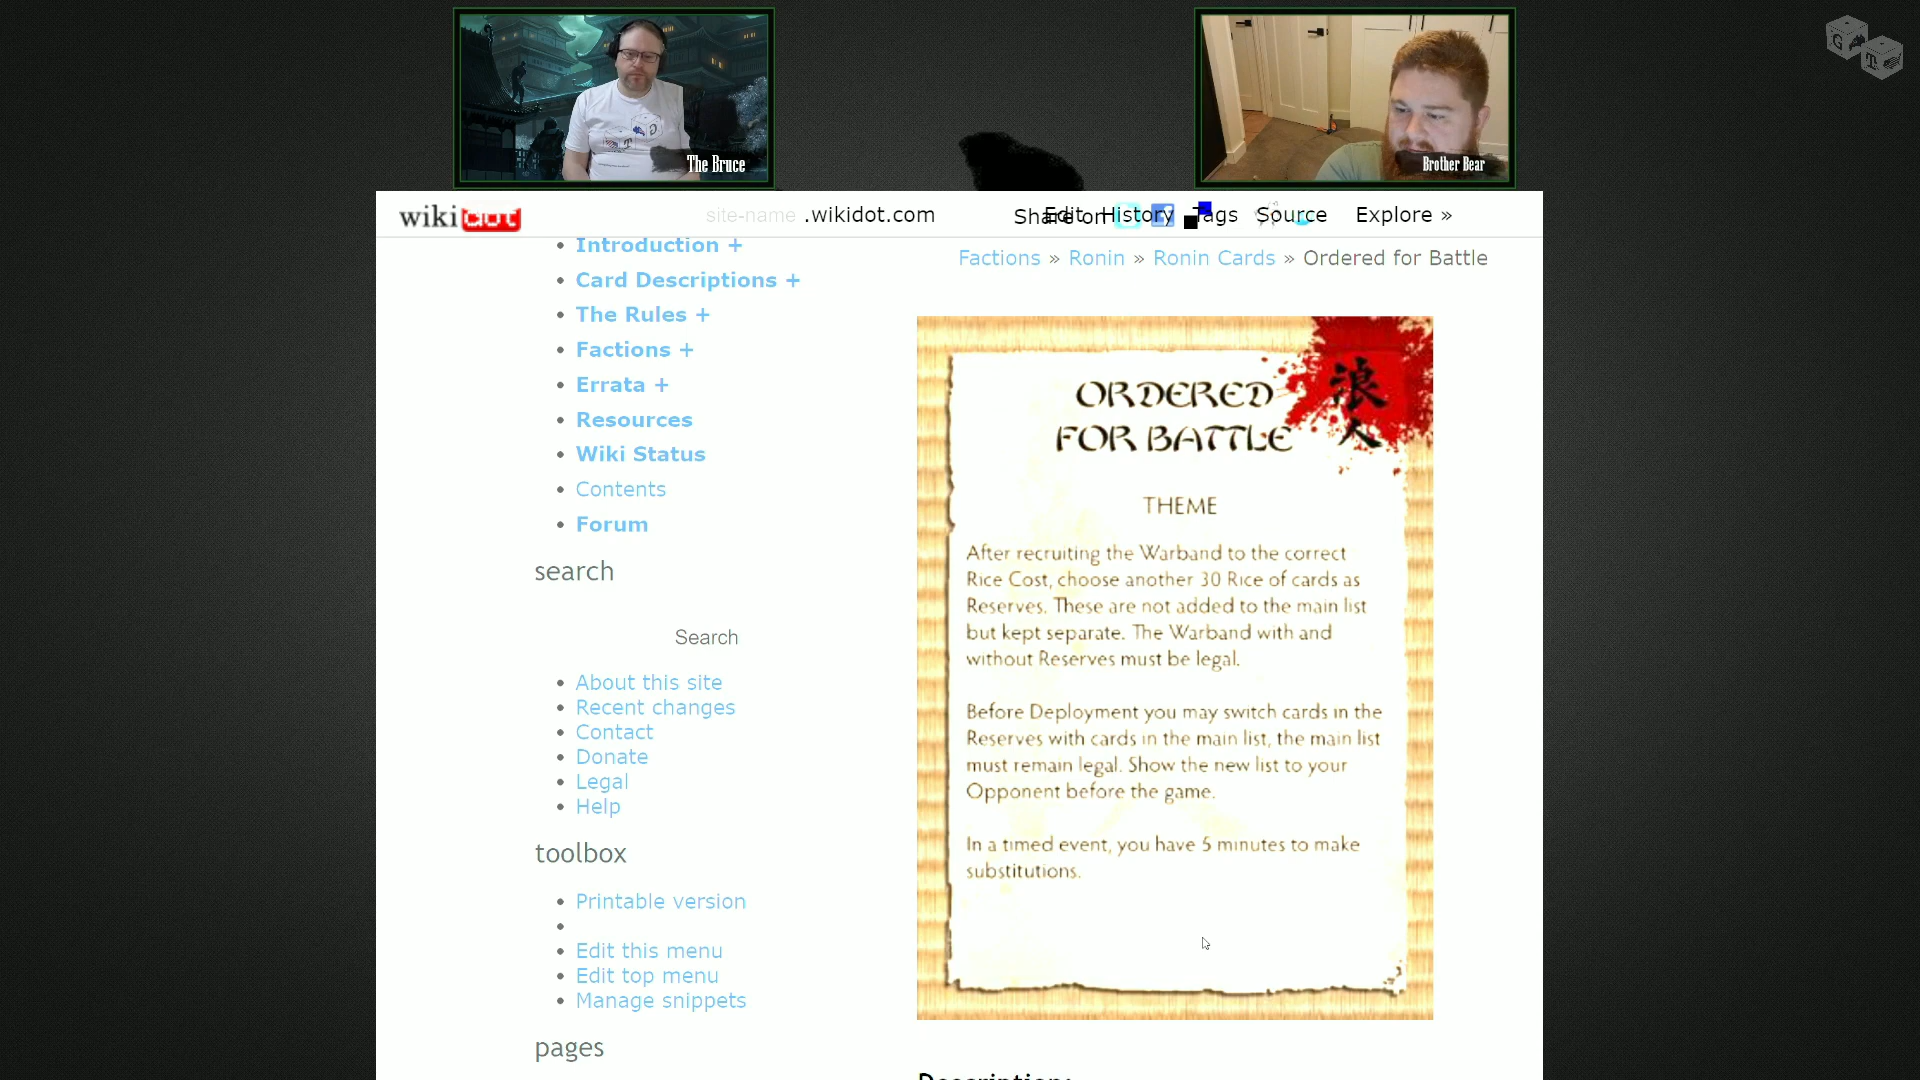 The Bruce
Brother Bear
wikidot
site-name .wikidot.com
Share on
Edit
History
Tags
Source
Explore »
Introduction +
Card Descriptions +
The Rules +
Factions +
Errata +
Resources
Wiki Status
Contents
Forum
search
Search
About this site
Recent changes
Contact
Donate
Legal
Help
toolbox
Printable version
Edit this menu
Edit top menu
Manage snippets
pages
Factions » Ronin » Ronin Cards » Ordered for Battle
ORDERED
FOR BATTLE
浪人
THEME
After recruiting the Warband to the correct
Rice Cost, choose another 30 Rice of cards as
Reserves. These are not added to the main list
but kept separate. The Warband with and
without Reserves must be legal.
Before Deployment you may switch cards in the
Reserves with cards in the main list, the main list
must remain legal. Show the new list to your
Opponent before the game.
In a timed event, you have 5 minutes to make
substitutions.
Description: